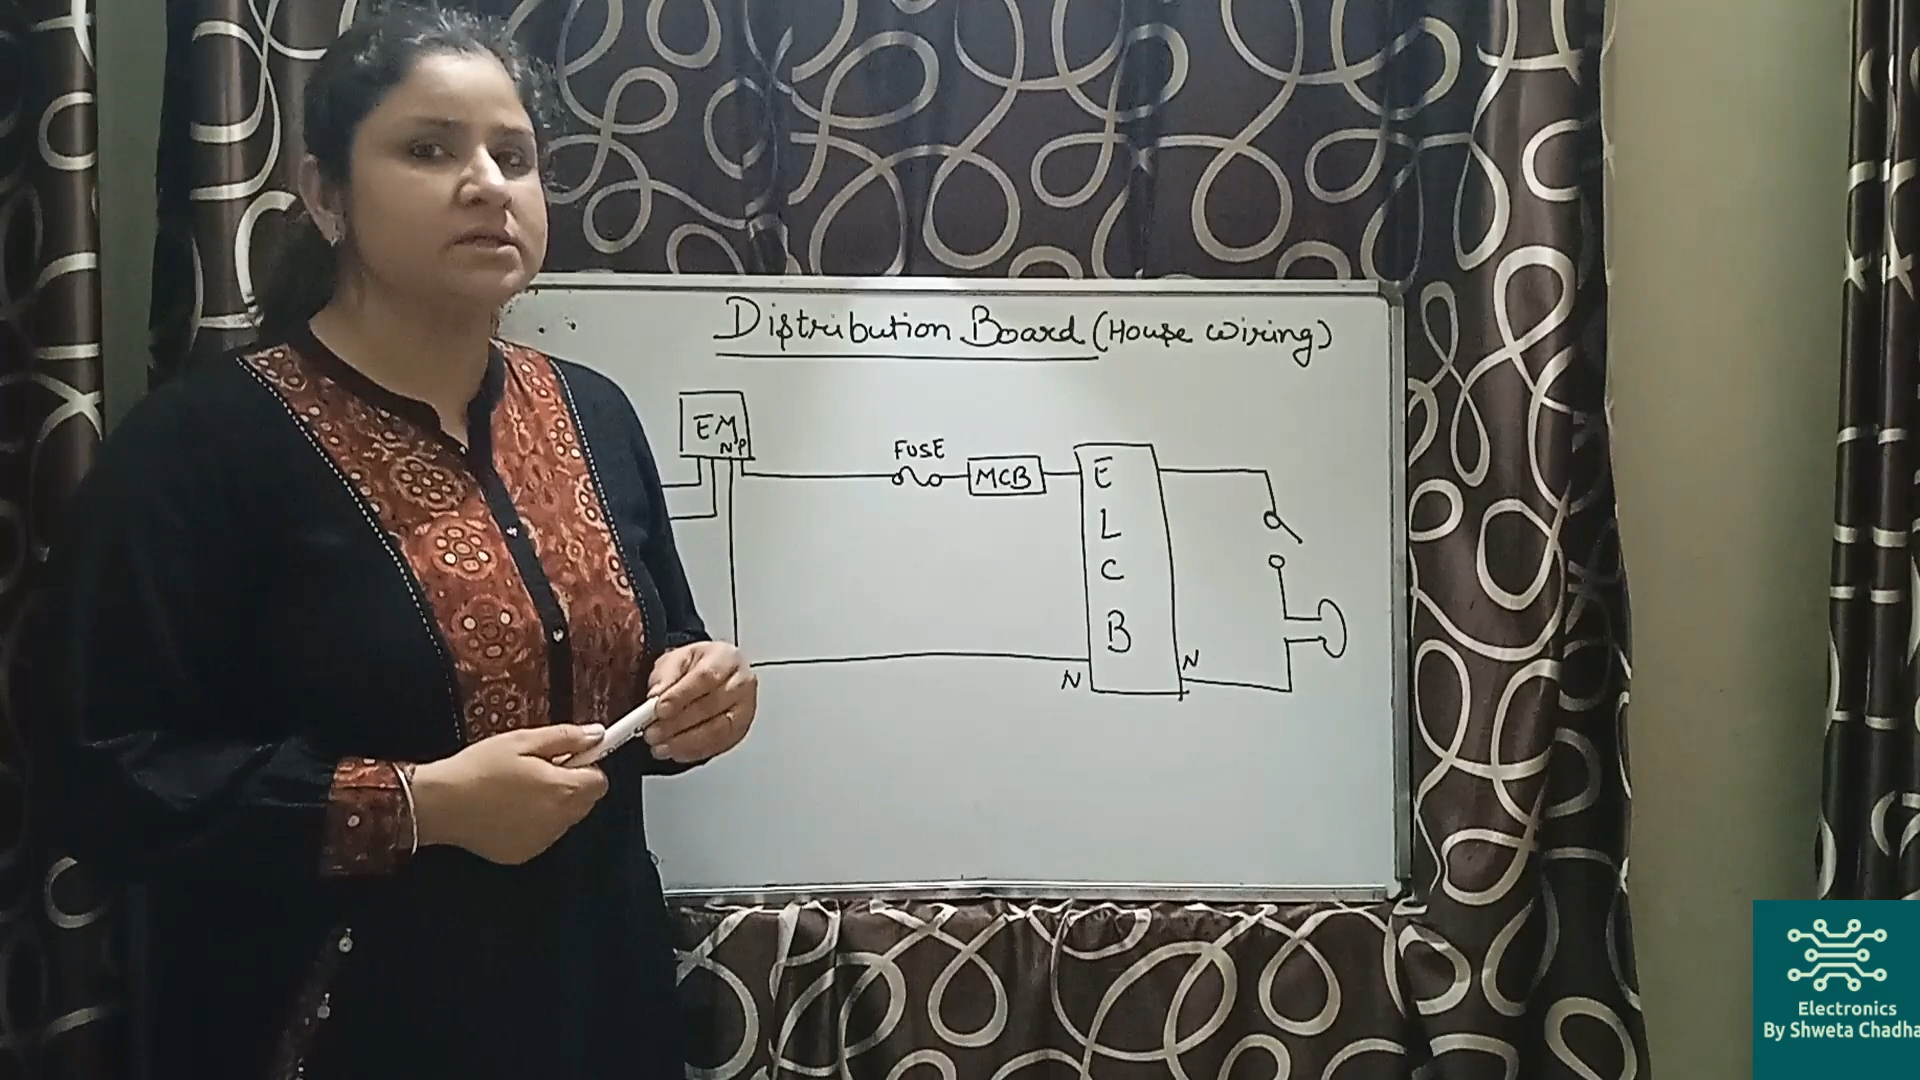 Distribution Board (House wiring)
EM
N P
FUSE
MCB
E
L
C
B
N
N
Electronics
By Shweta Chadha